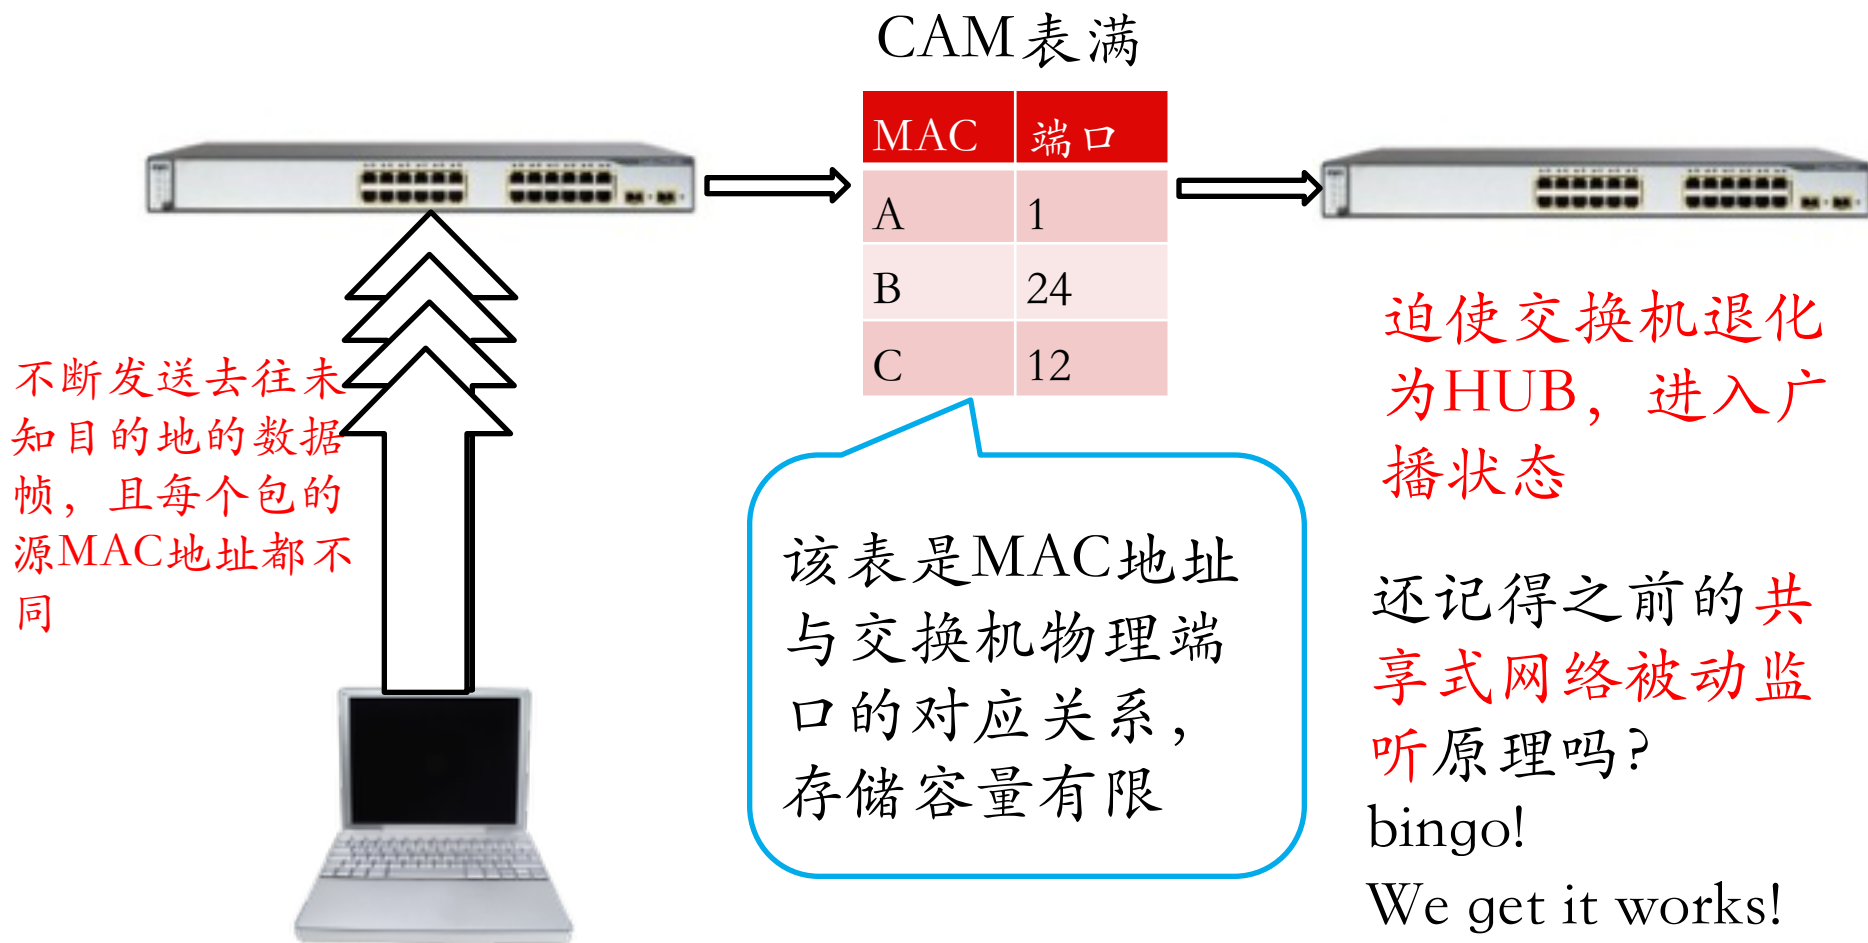 CAM表满
MAC 端口
A 1
B 24
C 12
不断发送去往未
知目的地的数据
帧，且每个包的
源MAC地址都不
同
该表是MAC地址
与交换机物理端
口的对应关系，
存储容量有限
迫使交换机退化
为HUB，进入广
播状态
还记得之前的共
享式网络被动监
听原理吗?
bingo!
We get it works!